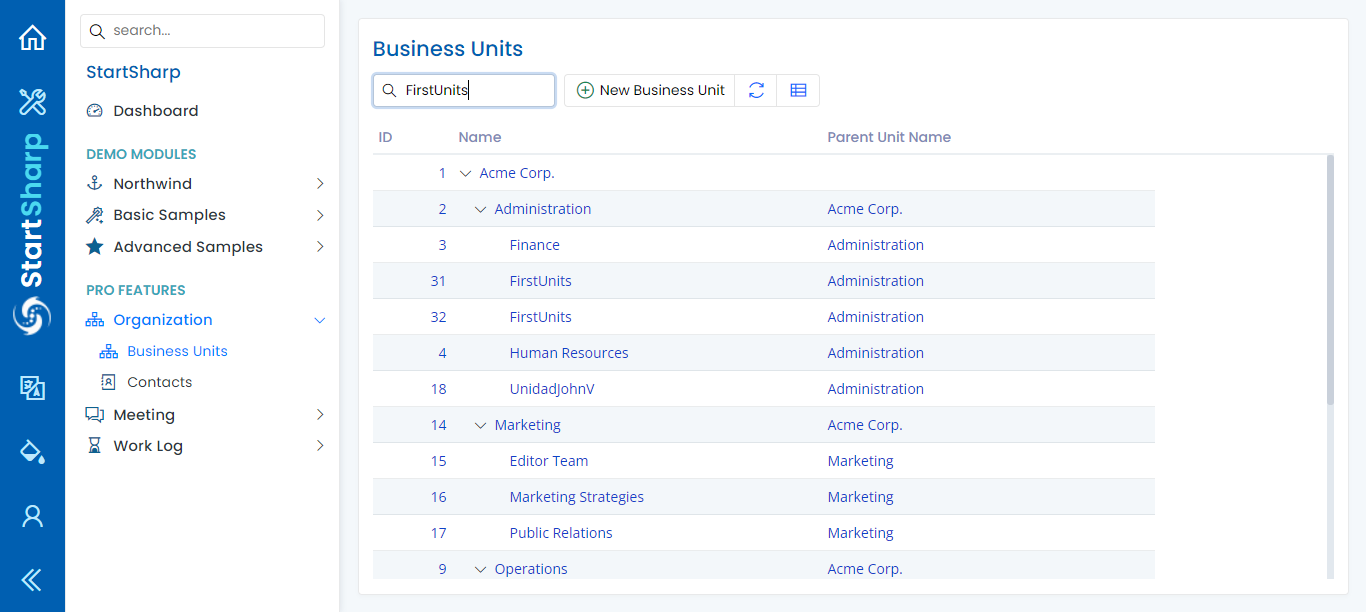 StartSharp
search...
StartSharp
Dashboard
DEMO MODULES
Northwind
Basic Samples
Advanced Samples
PRO FEATURES
Organization
Business Units
Contacts
Meeting
Work Log
Business Units
FirstUnits New Business Unit
ID Name Parent Unit Name
1 Acme Corp.
2 Administration Acme Corp.
3 Finance Administration
31 FirstUnits Administration
32 FirstUnits Administration
4 Human Resources Administration
18 UnidadJohnV Administration
14 Marketing Acme Corp.
15 Editor Team Marketing
16 Marketing Strategies Marketing
17 Public Relations Marketing
9 Operations Acme Corp.